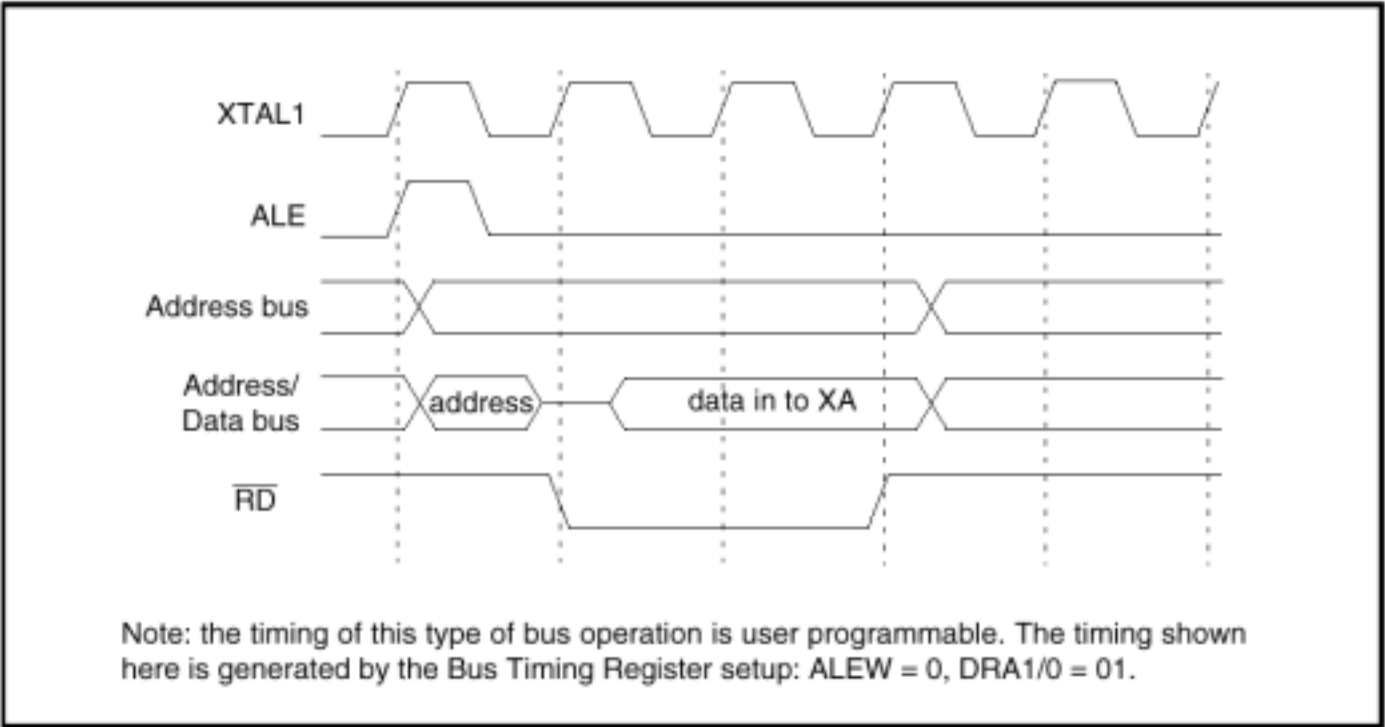 XTAL1
ALE
Address bus
Address/
Data bus
address
data in to XA
R̅D̅
Note: the timing of this type of bus operation is user programmable. The timing shown
here is generated by the Bus Timing Register setup: ALEW = 0, DRA1/0 = 01.